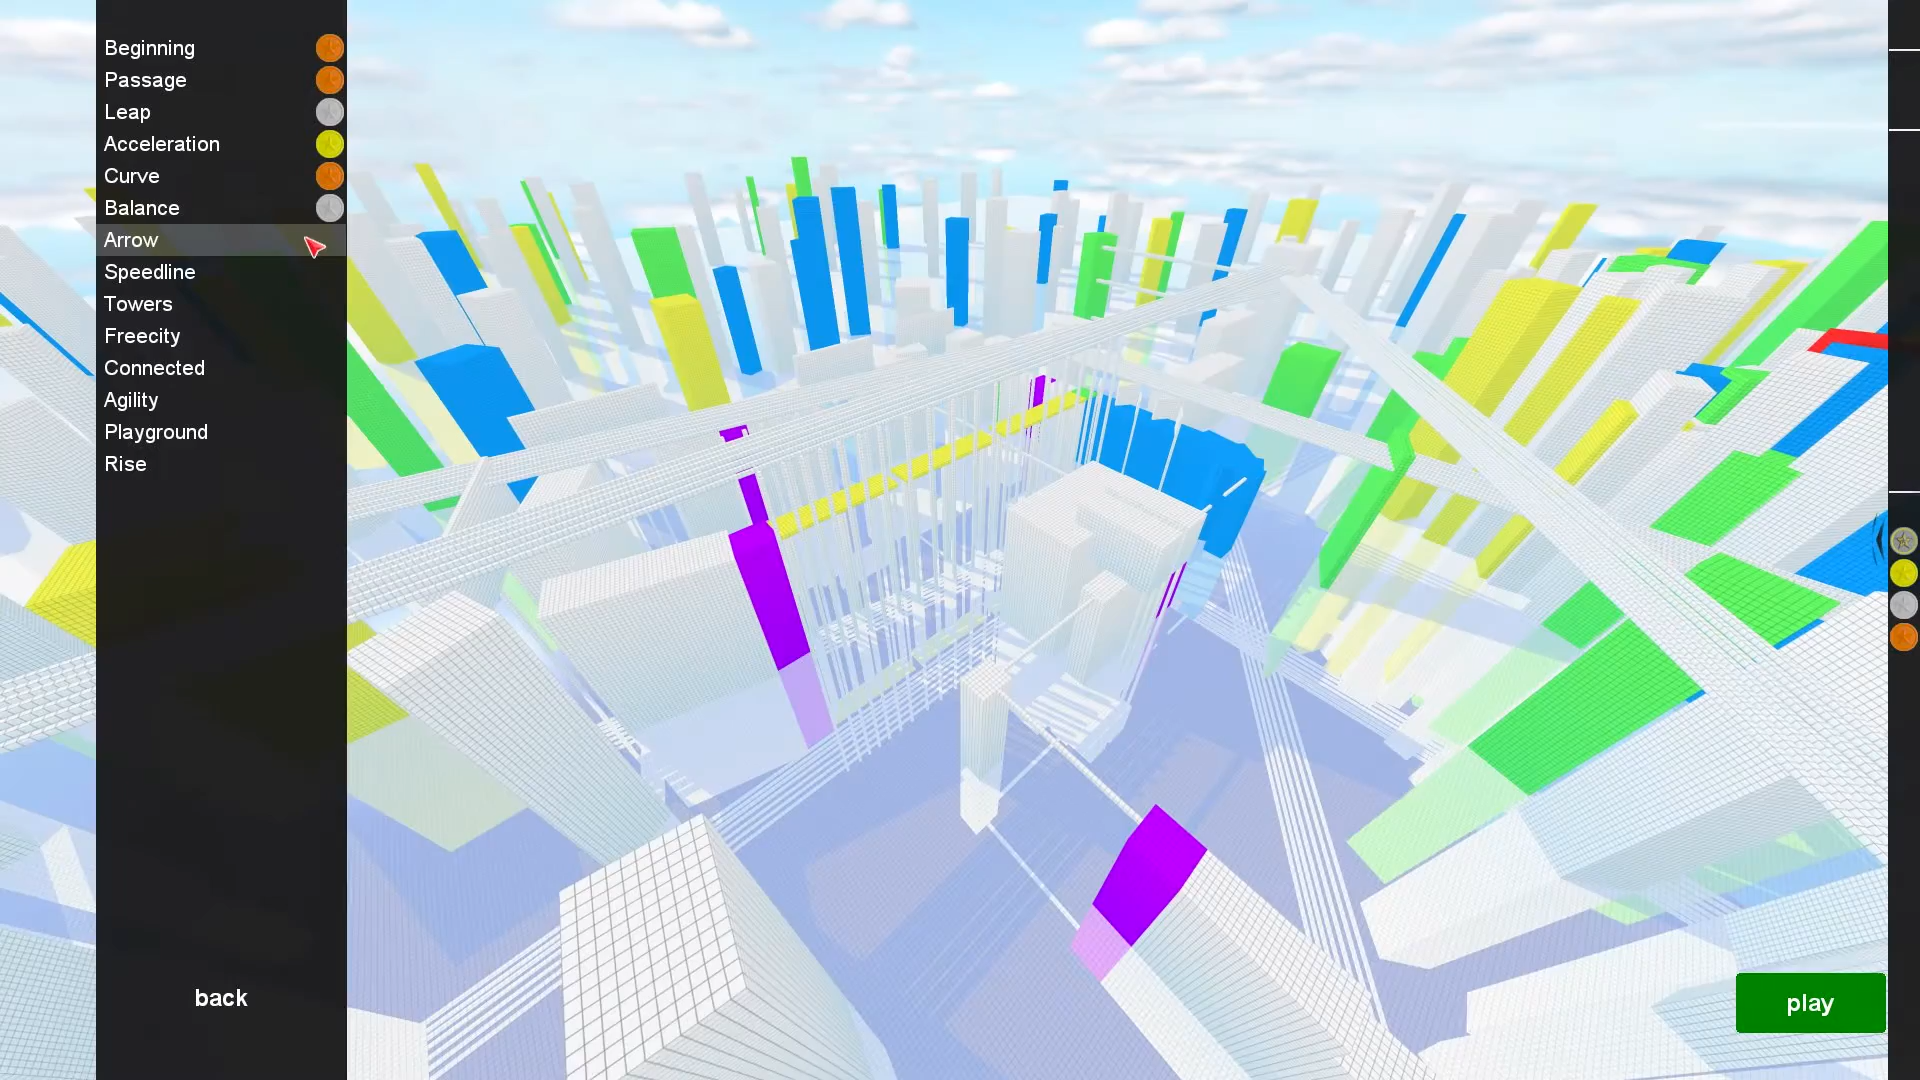 Beginning
Passage
Leap
Acceleration
Curve
Balance
Arrow
Speedline
Towers
Freecity
Connected
Agility
Playground
Rise
back
play